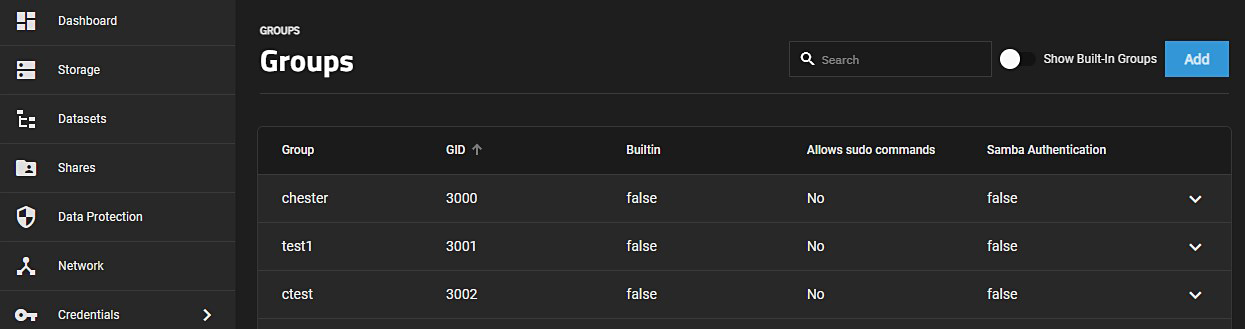 Dashboard
Storage
Datasets
Shares
Data Protection
Network
Credentials
GROUPS
Groups
Search
Show Built-In Groups
Add
Group GID Builtin Allows sudo commands Samba Authentication
chester 3000 false No false
test1 3001 false No false
ctest 3002 false No false